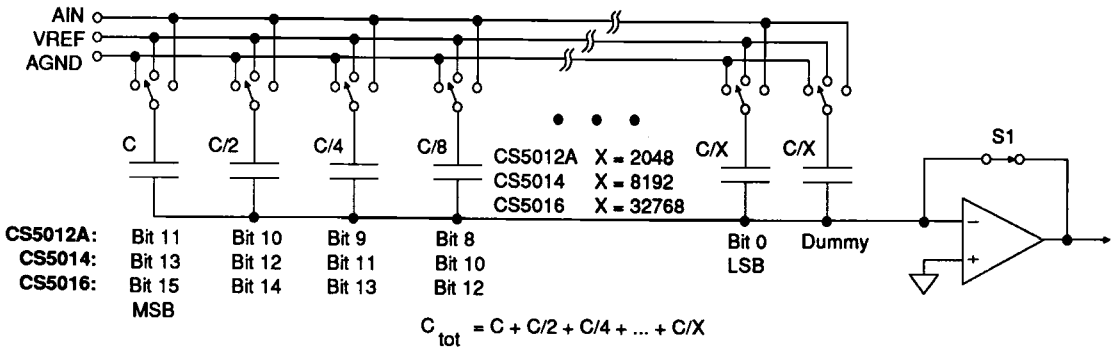 AIN
VREF
AGND
C
C/2
C/4
C/8
C/X
C/X
S1
CS5012A X = 2048
CS5014 X = 8192
CS5016 X = 32768
−
+
CS5012A: Bit 11 Bit 10 Bit 9 Bit 8 Bit 0 Dummy
CS5014: Bit 13 Bit 12 Bit 11 Bit 10 LSB
CS5016: Bit 15 Bit 14 Bit 13 Bit 12
MSB
C tot = C + C/2 + C/4 + ... + C/X